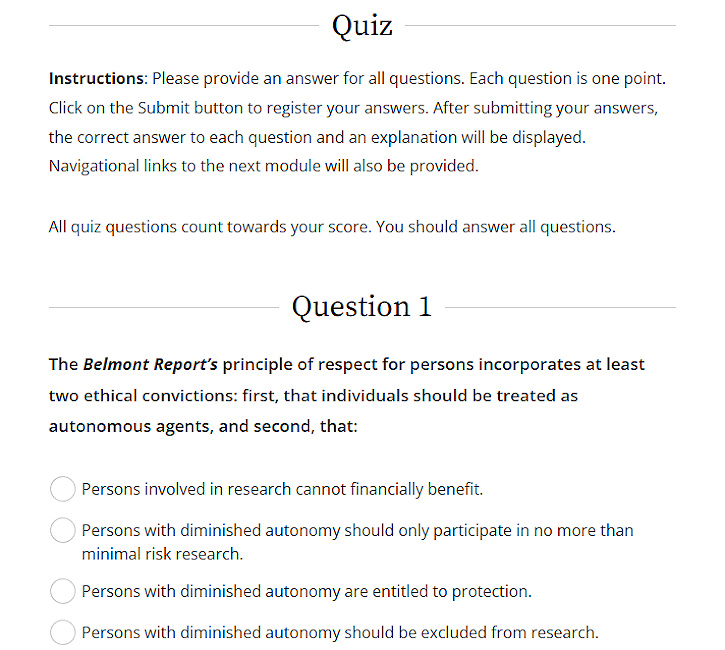 Quiz
Instructions: Please provide an answer for all questions. Each question is one point.
Click on the Submit button to register your answers. After submitting your answers,
the correct answer to each question and an explanation will be displayed.
Navigational links to the next module will also be provided.
All quiz questions count towards your score. You should answer all questions.
Question 1
The Belmont Report's principle of respect for persons incorporates at least
two ethical convictions: first, that individuals should be treated as
autonomous agents, and second, that:
Persons involved in research cannot financially benefit.
Persons with diminished autonomy should only participate in no more than
minimal risk research.
Persons with diminished autonomy are entitled to protection.
Persons with diminished autonomy should be excluded from research.